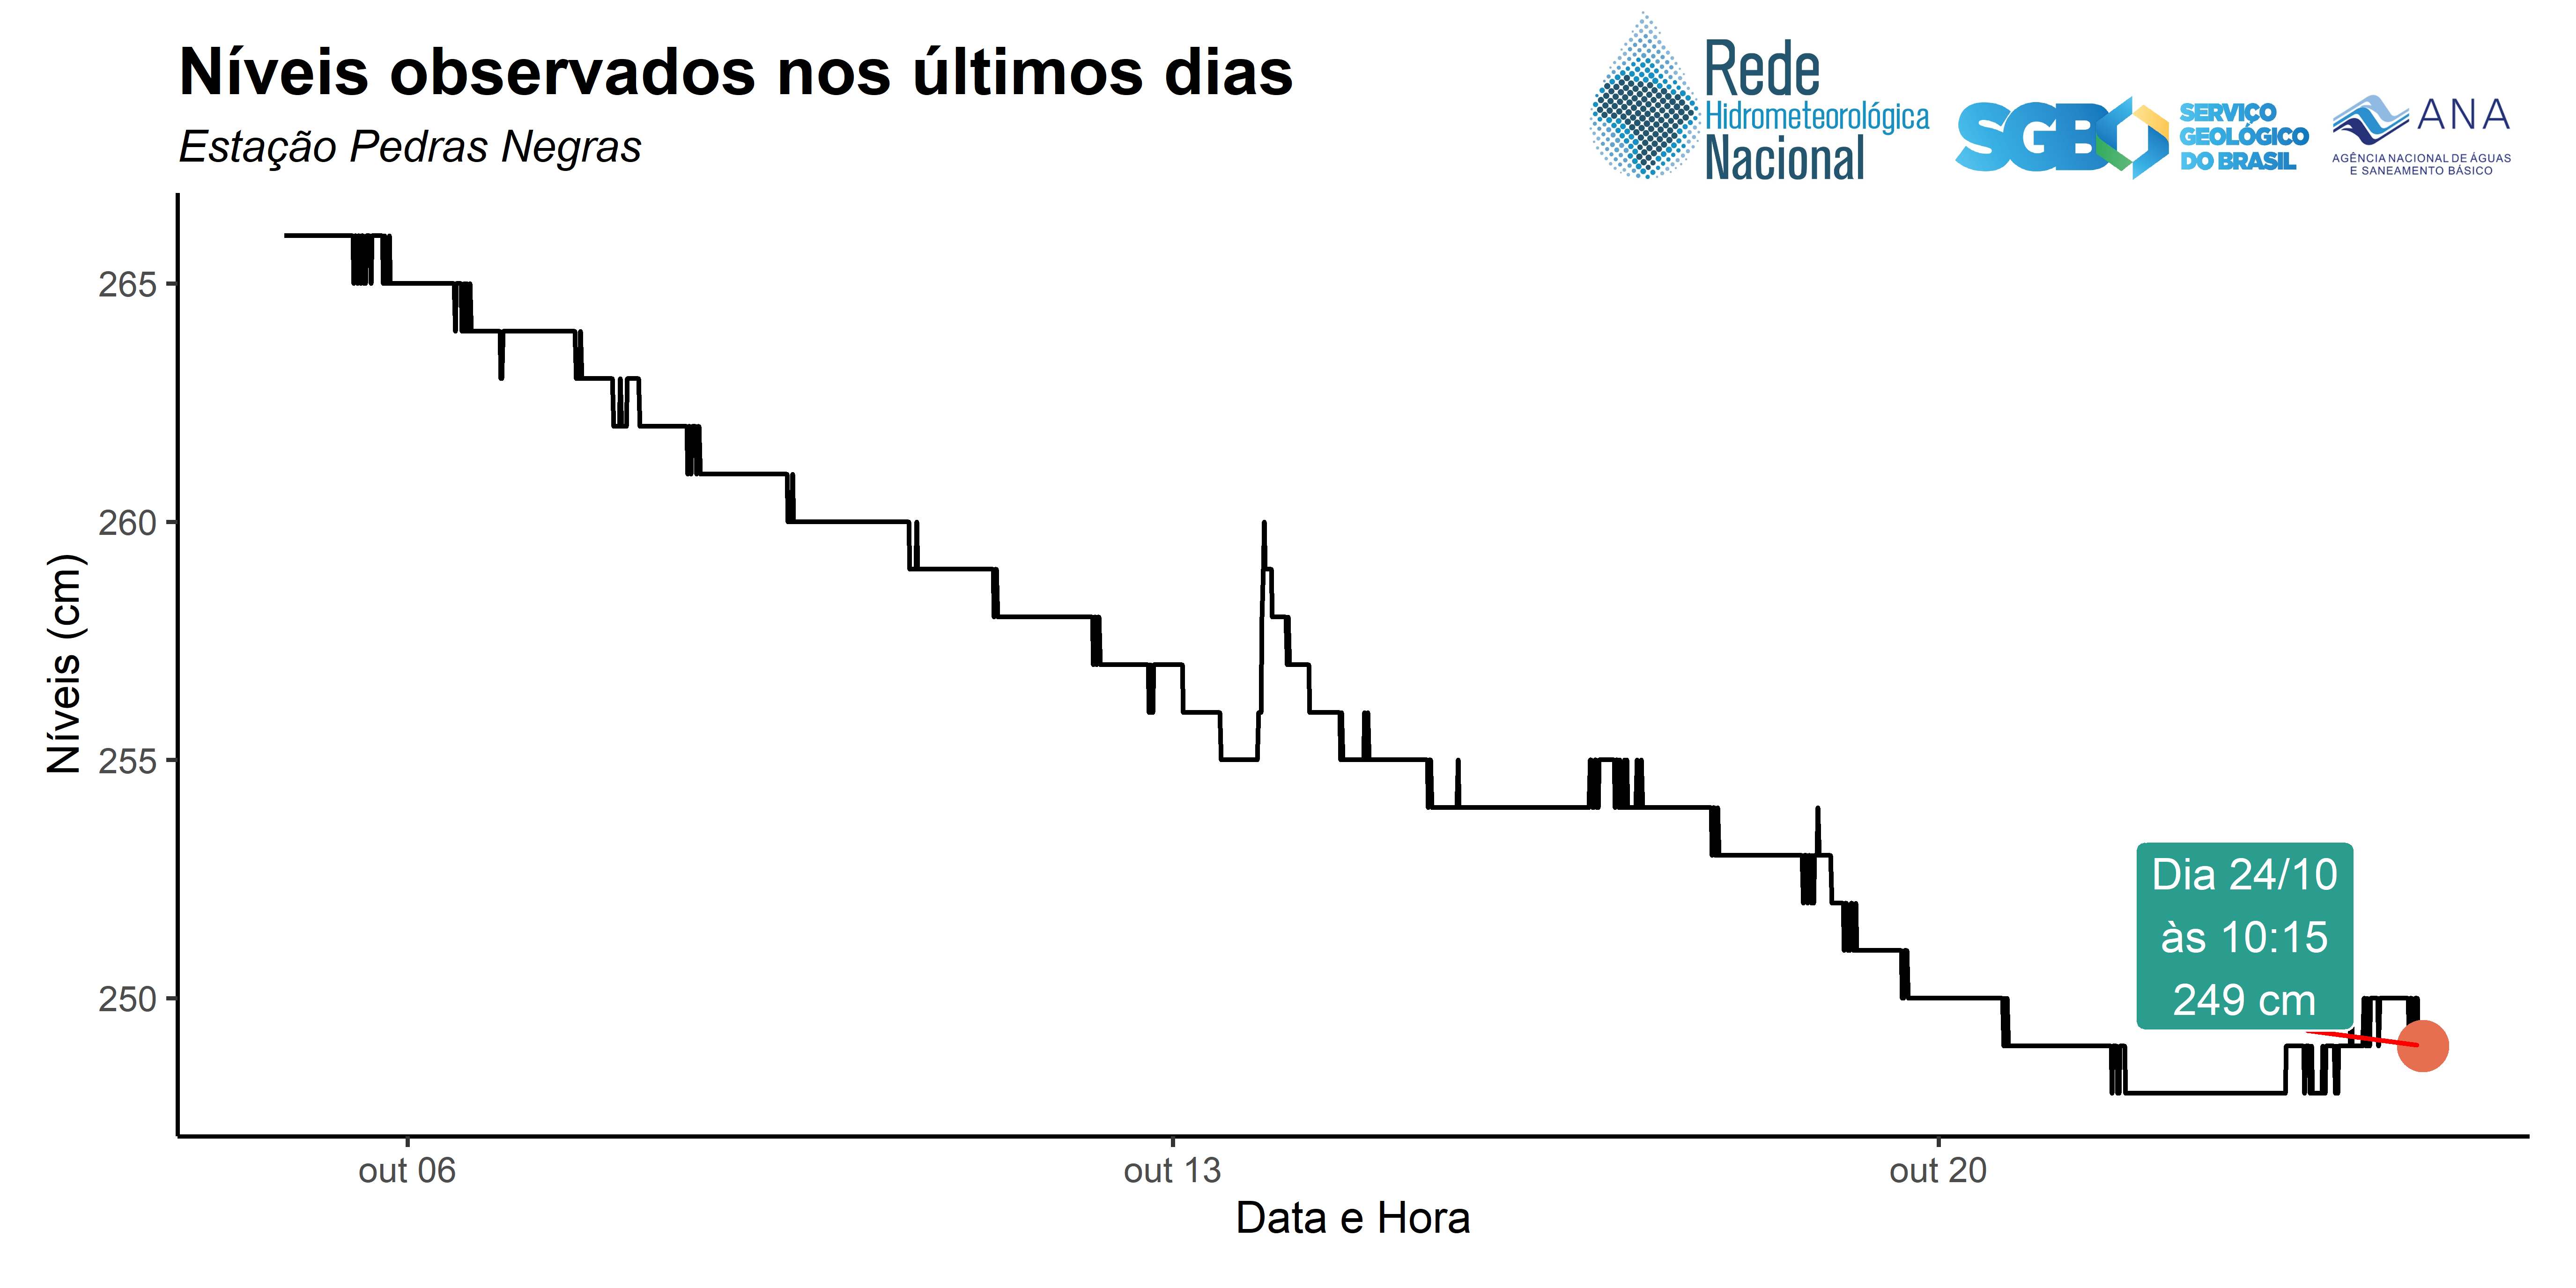 Níveis observados nos últimos dias
Estação Pedras Negras
Rede
Hidrometeorológica
Nacional
SGB
SERVIÇO
GEOLÓGICO
DO BRASIL
ANA
AGÊNCIA NACIONAL DE ÁGUAS
E SANEAMENTO BÁSICO
Níveis (cm)
265
260
255
250
Dia 24/10
às 10:15
249 cm
out 06
out 13
out 20
Data e Hora